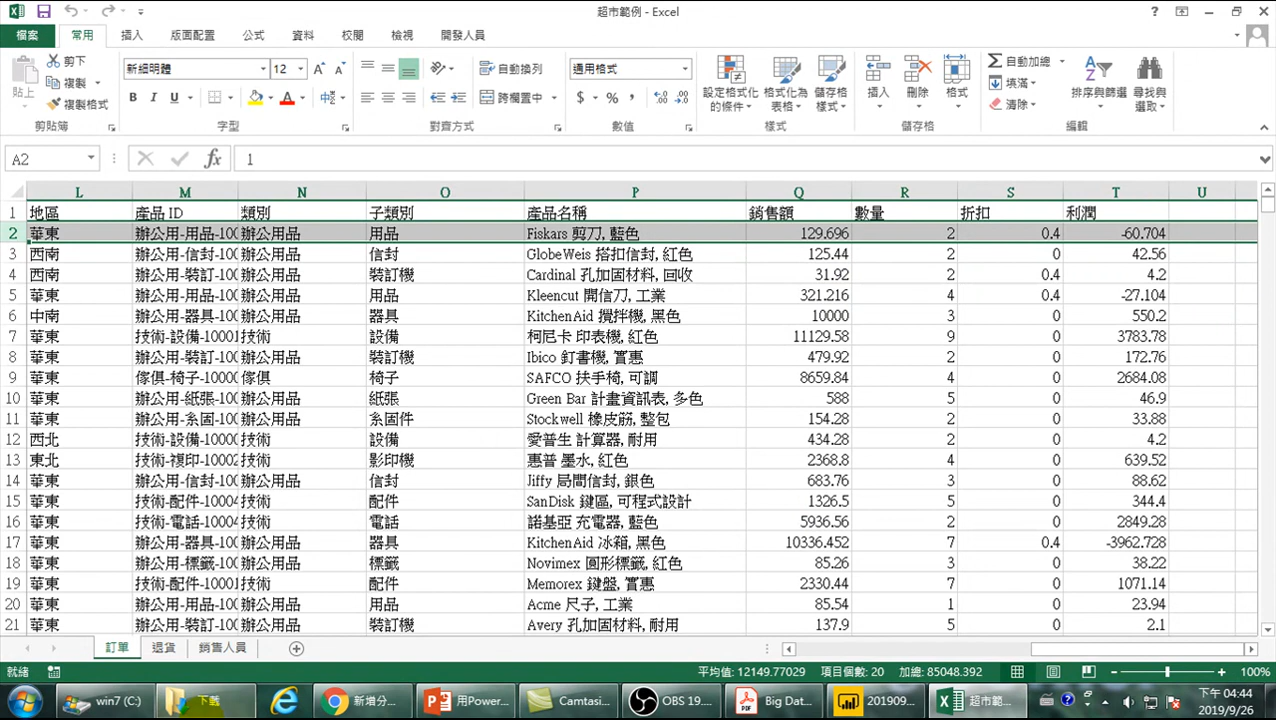 超市範例 - Excel
檔案 常用 插入 版面配置 公式 資料 校閱 檢視 開發人員
貼上 剪下 複製 複製格式 剪貼簿
新細明體 12 字型
自動換列 跨欄置中 對齊方式
通用格式 數值
設定格式化的條件 格式化為表格 儲存格樣式 樣式
插入 刪除 格式 儲存格
自動加總 填滿 清除 排序與篩選 尋找與選取 編輯
A2 1
L M N O P Q R S T U
1 地區 產品 ID 類別 子類別 產品名稱 銷售額 數量 折扣 利潤
2 華東 辦公用-用品-100 辦公用品 用品 Fiskars 剪刀, 藍色 129.696 2 0.4 -60.704
3 西南 辦公用-信封-100 辦公用品 信封 GlobeWeis 搭扣信封, 紅色 125.44 2 0 42.56
4 西南 辦公用-裝訂-100 辦公用品 裝訂機 Cardinal 孔加固材料, 回收 31.92 2 0.4 4.2
5 華東 辦公用-用品-100 辦公用品 用品 Kleencut 開信刀, 工業 321.216 4 0.4 -27.104
6 中南 辦公用-器具-100 辦公用品 器具 KitchenAid 攪拌機, 黑色 10000 3 0 550.2
7 華東 技術-設備-10001 技術 設備 柯尼卡 印表機, 紅色 11129.58 9 0 3783.78
8 華東 辦公用-裝訂-100 辦公用品 裝訂機 Ibico 釘書機, 實惠 479.92 2 0 172.76
9 華東 傢俱-椅子-10000 傢俱 椅子 SAFCO 扶手椅, 可調 8659.84 4 0 2684.08
10 華東 辦公用-紙張-100 辦公用品 紙張 Green Bar 計畫資訊表, 多色 588 5 0 46.9
11 華東 辦公用-系固-100 辦公用品 系固件 Stockwell 橡皮筋, 整包 154.28 2 0 33.88
12 西北 技術-設備-10000 技術 設備 愛普生 計算器, 耐用 434.28 2 0 4.2
13 東北 技術-複印-10002 技術 影印機 惠普 墨水, 紅色 2368.8 4 0 639.52
14 華東 辦公用-信封-100 辦公用品 信封 Jiffy 局間信封, 銀色 683.76 3 0 88.62
15 華東 技術-配件-10004 技術 配件 SanDisk 鍵區, 可程式設計 1326.5 5 0 344.4
16 華東 技術-電話-10004 技術 電話 諾基亞 充電器, 藍色 5936.56 2 0 2849.28
17 華東 辦公用-器具-100 辦公用品 器具 KitchenAid 冰箱, 黑色 10336.452 7 0.4 -3962.728
18 華東 辦公用-標籤-100 辦公用品 標籤 Novimex 圓形標籤, 紅色 85.26 3 0 38.22
19 華東 技術-配件-10001 技術 配件 Memorex 鍵盤, 實惠 2330.44 7 0 1071.14
20 華東 辦公用-用品-100 辦公用品 用品 Acme 尺子, 工業 85.54 1 0 23.94
21 華東 辦公用-裝訂-100 辦公用品 裝訂機 Avery 孔加固材料, 耐用 137.9 5 0 2.1
訂單 退貨 銷售人員
就緒 平均值: 12149.77029 項目個數: 20 加總: 85048.392 100%
win7 (C:) 下載 新增分... 用Power... Camtasi... OBS 19.... Big Dat... 201909... 超市範... 下午 04:44
2019/9/26